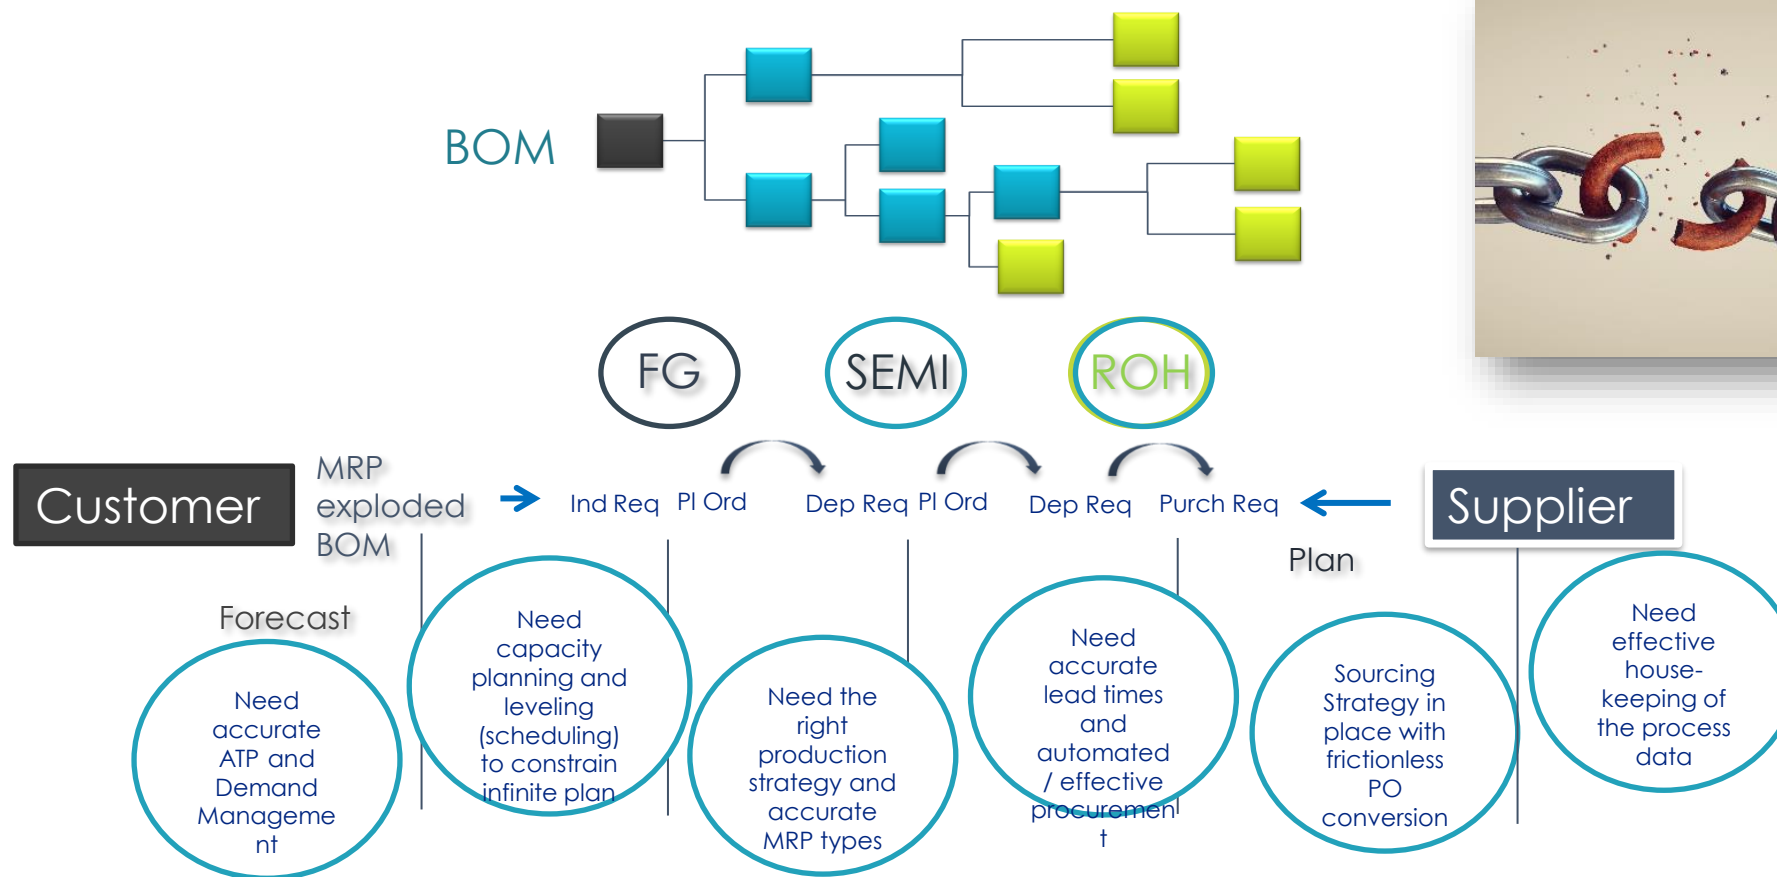 BOM
FG
SEMI
ROH
Customer
MRP
exploded
BOM
Ind Req
Pl Ord
Dep Req
Pl Ord
Dep Req
Purch Req
Supplier
Forecast
Plan
Need
accurate
ATP and
Demand
Manageme
nt
Need
capacity
planning and
leveling
(scheduling)
to constrain
infinite plan
Need the
right
production
strategy and
accurate
MRP types
Need
accurate
lead times
and
automated
/ effective
procuremen
t
Sourcing
Strategy in
place with
frictionless
PO
conversion
Need
effective
house-
keeping of
the process
data